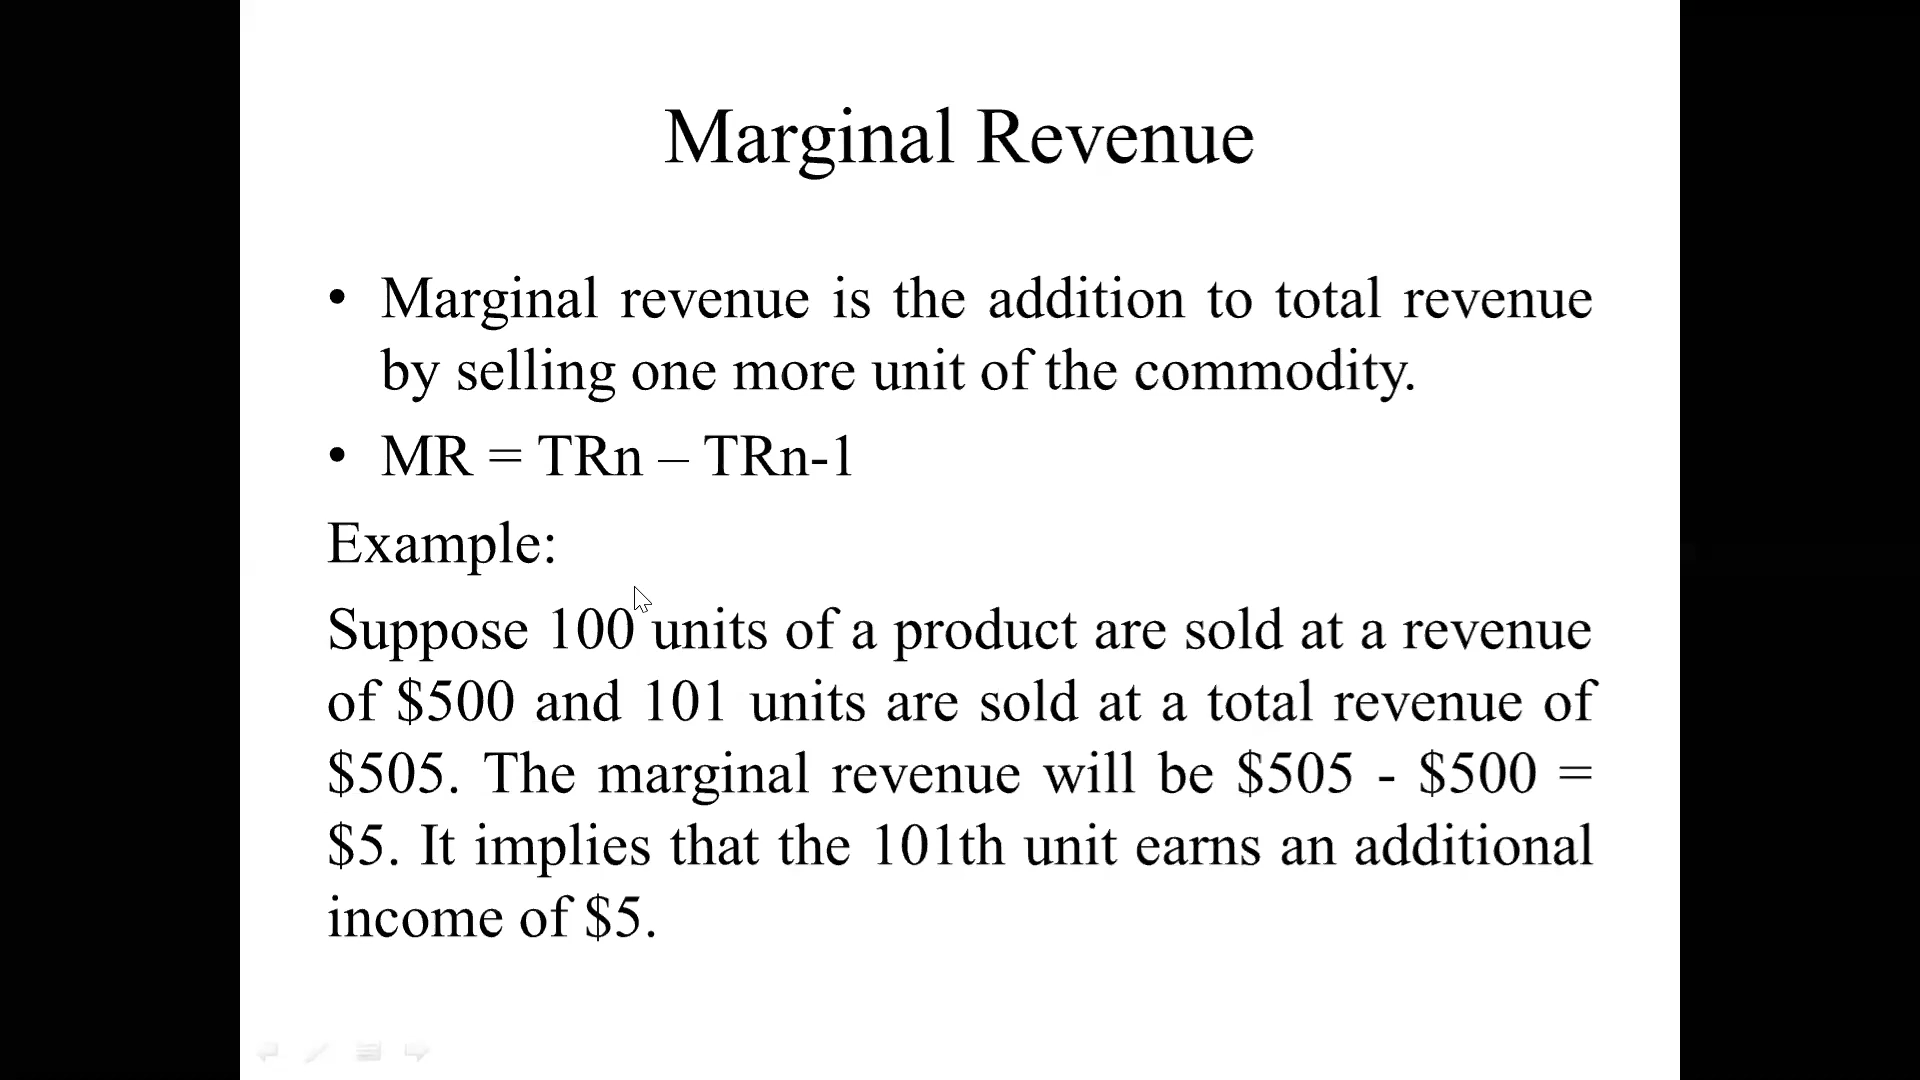 Marginal Revenue
• Marginal revenue is the addition to total revenue
by selling one more unit of the commodity.
• MR = TRn – TRn-1
Example:
Suppose 100 units of a product are sold at a revenue
of $500 and 101 units are sold at a total revenue of
$505. The marginal revenue will be $505 - $500 =
$5. It implies that the 101th unit earns an additional
income of $5.